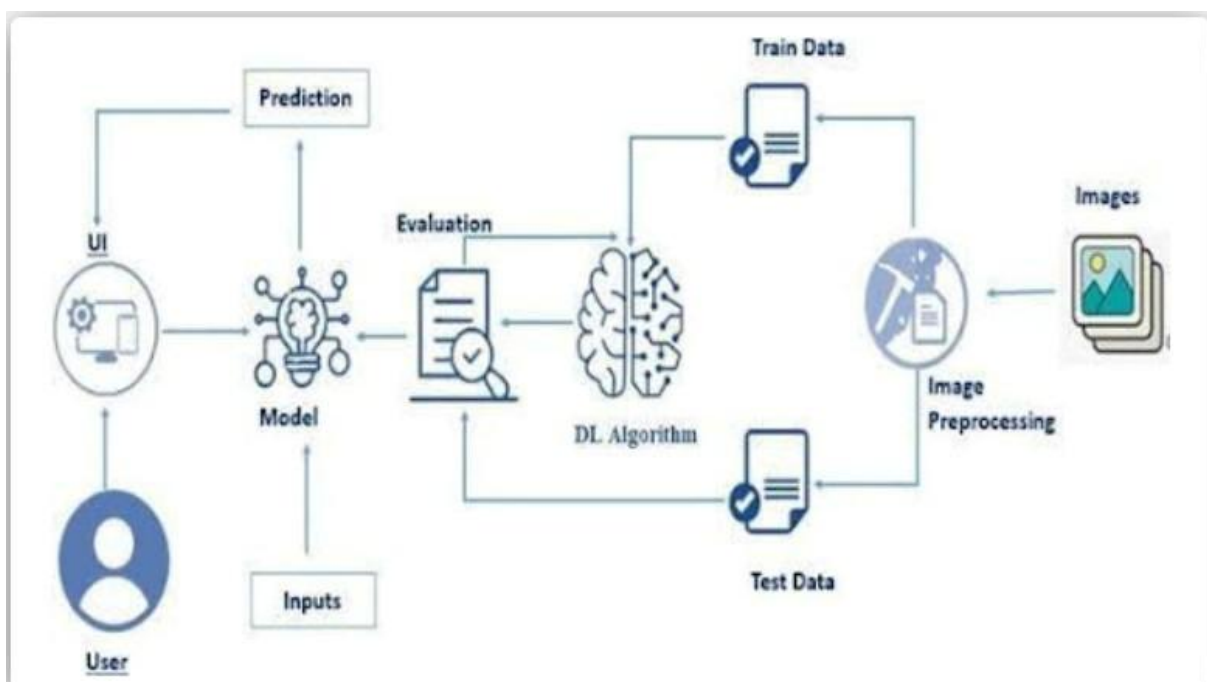 Train Data
Prediction
Images
Evaluation
UI
Image
Preprocessing
Model
DL Algorithm
Test Data
Inputs
User